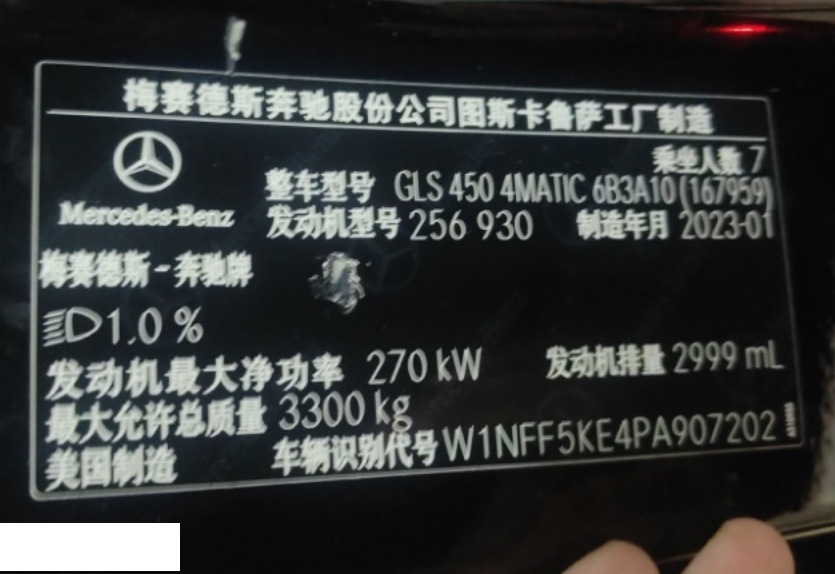 梅赛德斯奔驰股份公司图斯卡鲁萨工厂制造
乘坐人数 7
Mercedes-Benz
整车型号 GLS 450 4MATIC 6B3A10 (167959)
发动机型号 256 930 制造年月 2023-01
梅赛德斯-奔驰牌
1.0 %
发动机最大净功率 270 kW 发动机排量 2999 mL
最大允许总质量 3300 kg
美国制造 车辆识别代号 W1NFF5KE4PA907202